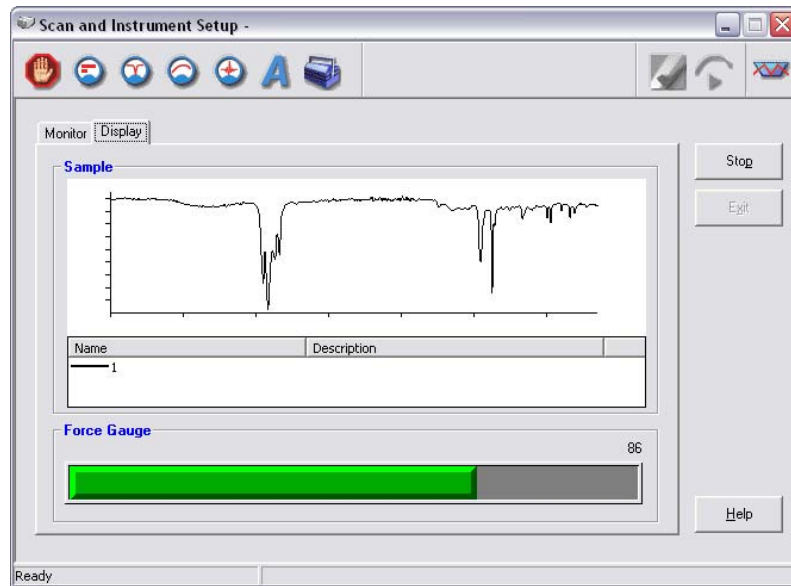 Scan and Instrument Setup -
A
Monitor Display
Stop
Sample
Exit
Name Description
1
Force Gauge
86
Help
Ready